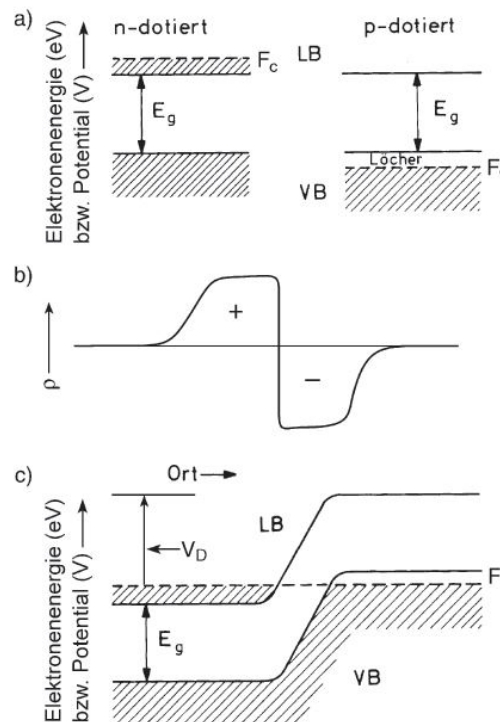 a)
n-dotiert
p-dotiert
Elektronenenergie (eV)
bzw. Potential (V)
F_c
LB
E_g
E_g
Löcher
VB
b)
+
−
ρ
c)
Ort
Elektronenenergie (eV)
bzw. Potential (V)
V_D
LB
F
E_g
VB